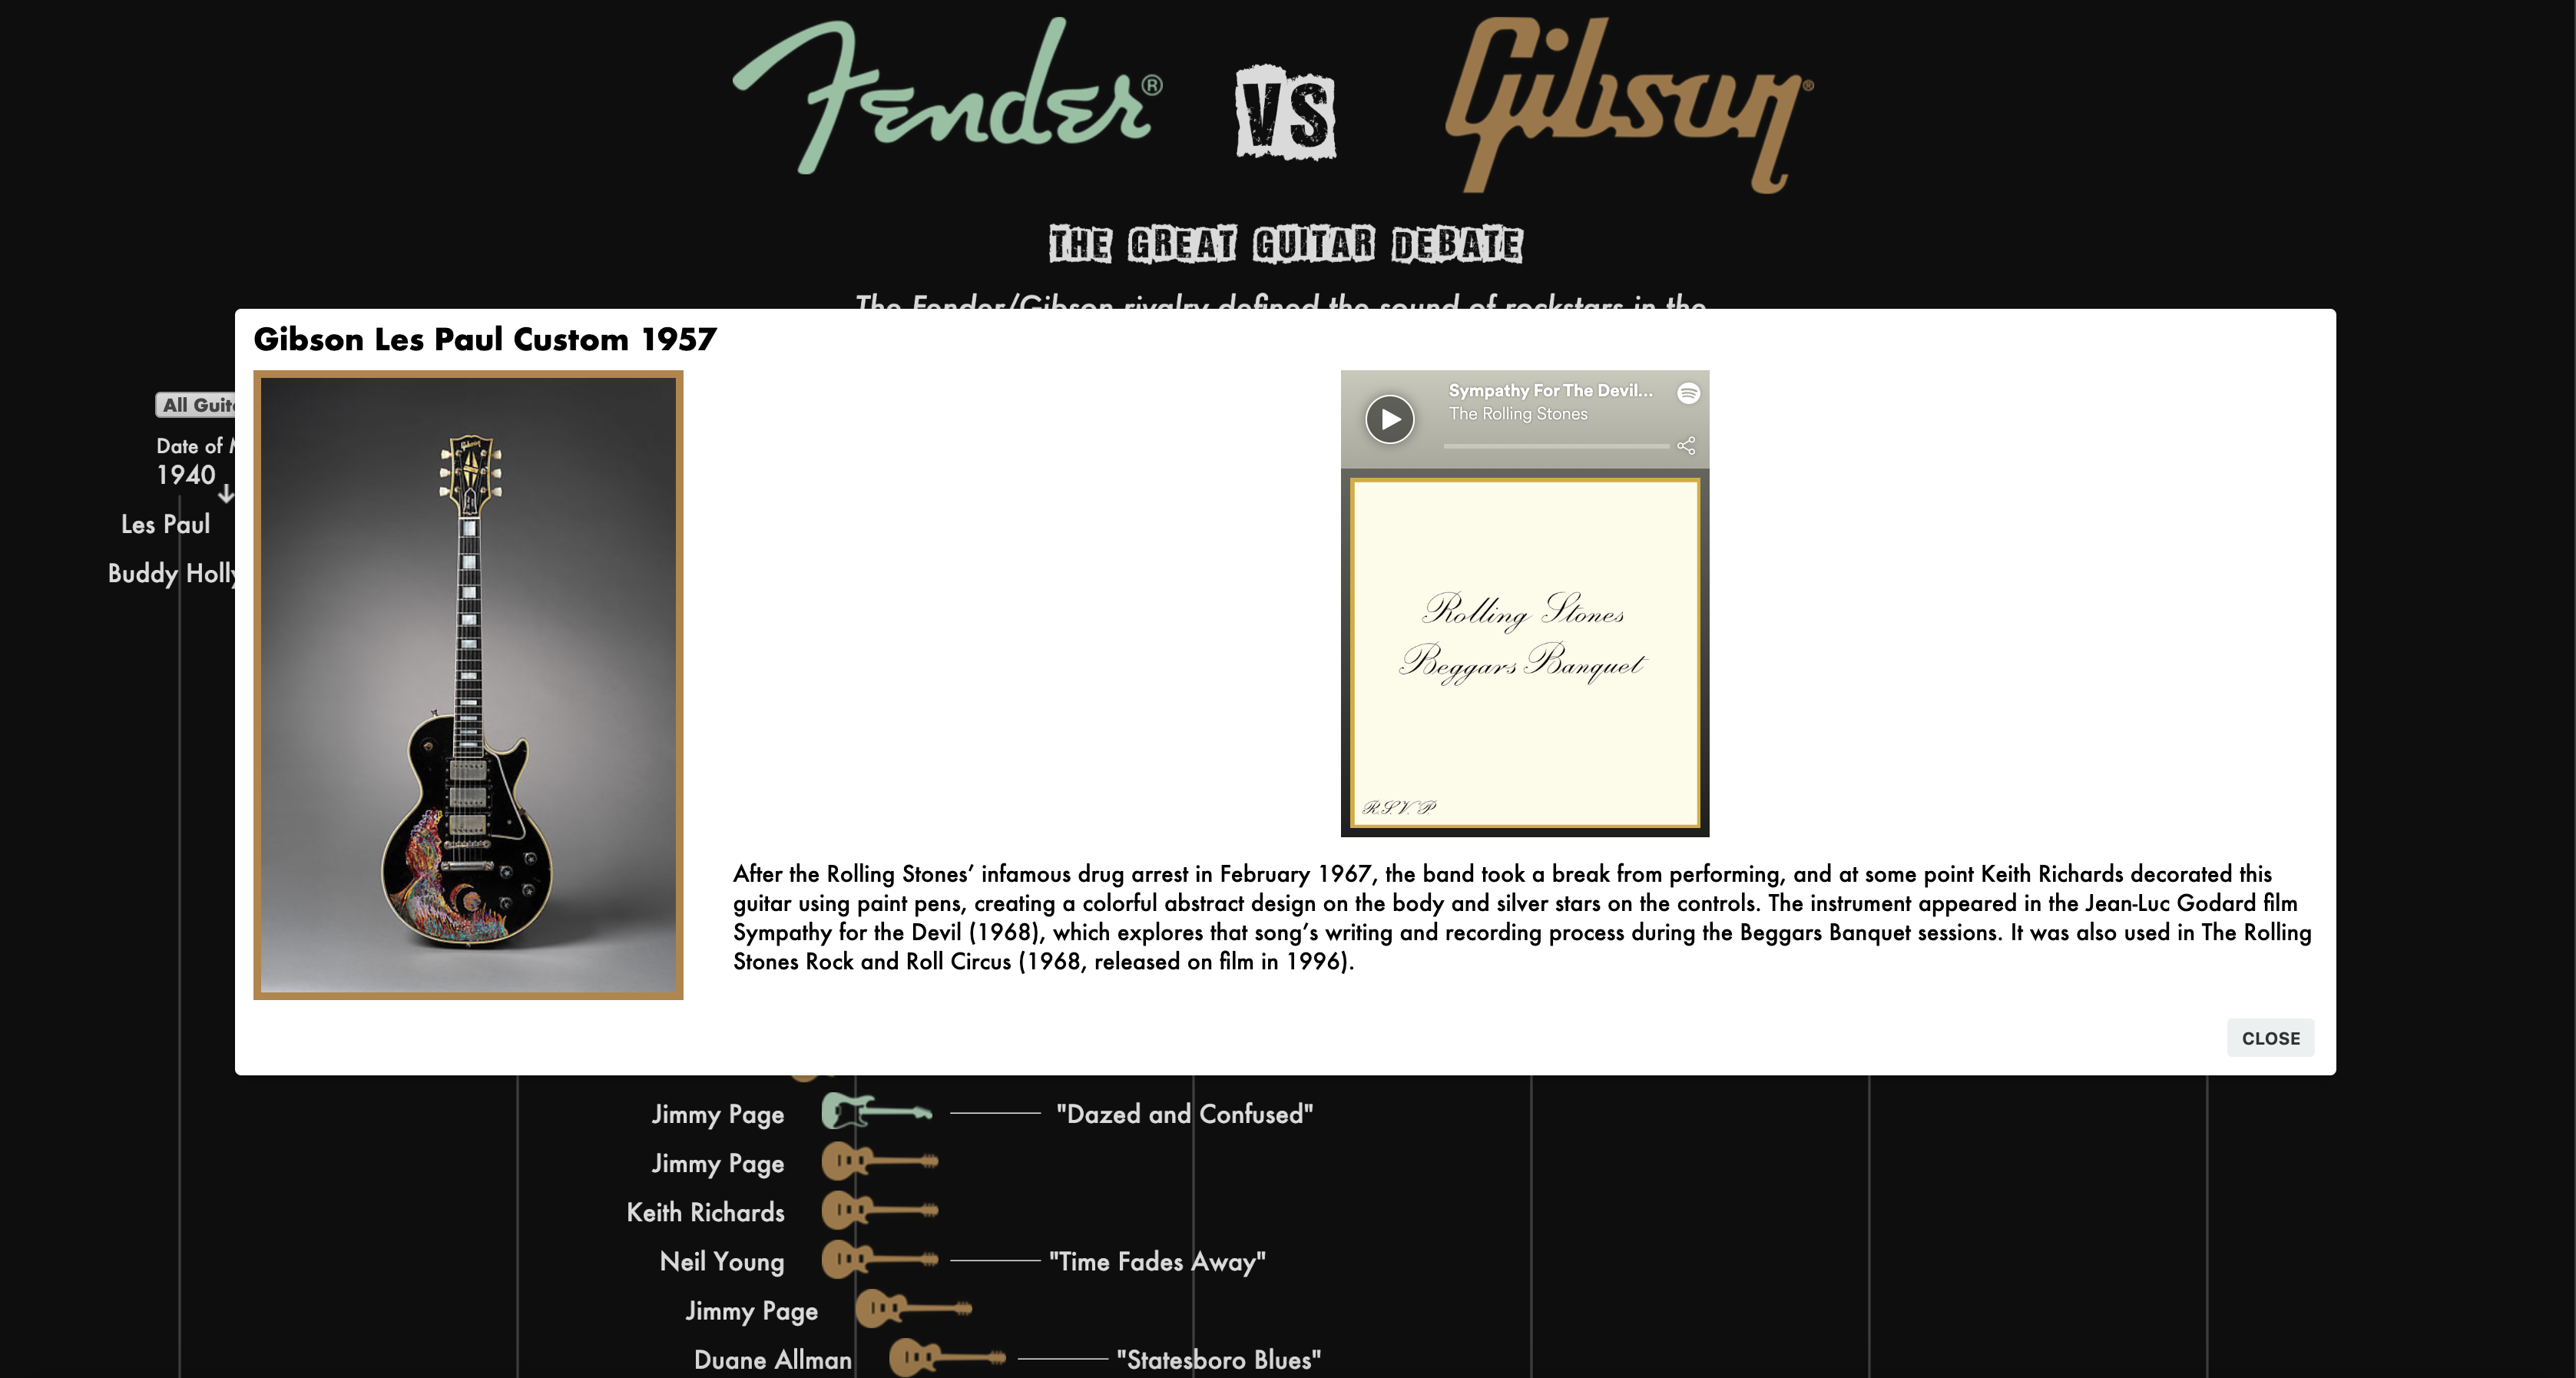 Fender®
VS
Gibson®
THE GREAT GUITAR DEBATE
The Fender/Gibson rivalry defined the sound of rockstars in the
Gibson Les Paul Custom 1957
All
Date of
1940
Les Paul
Buddy Holly
Gibson
Sympathy For The Devil...
The Rolling Stones
Rolling Stones
Beggars Banquet
R.S.V.P.
After the Rolling Stones’ infamous drug arrest in February 1967, the band took a break from performing, and at some point Keith Richards decorated this
guitar using paint pens, creating a colorful abstract design on the body and silver stars on the controls. The instrument appeared in the Jean-Luc Godard film
Sympathy for the Devil (1968), which explores that song’s writing and recording process during the Beggars Banquet sessions. It was also used in The Rolling
Stones Rock and Roll Circus (1968, released on film in 1996).
CLOSE
Jimmy Page "Dazed and Confused"
Jimmy Page
Keith Richards
Neil Young "Time Fades Away"
Jimmy Page
Duane Allman "Statesboro Blues"